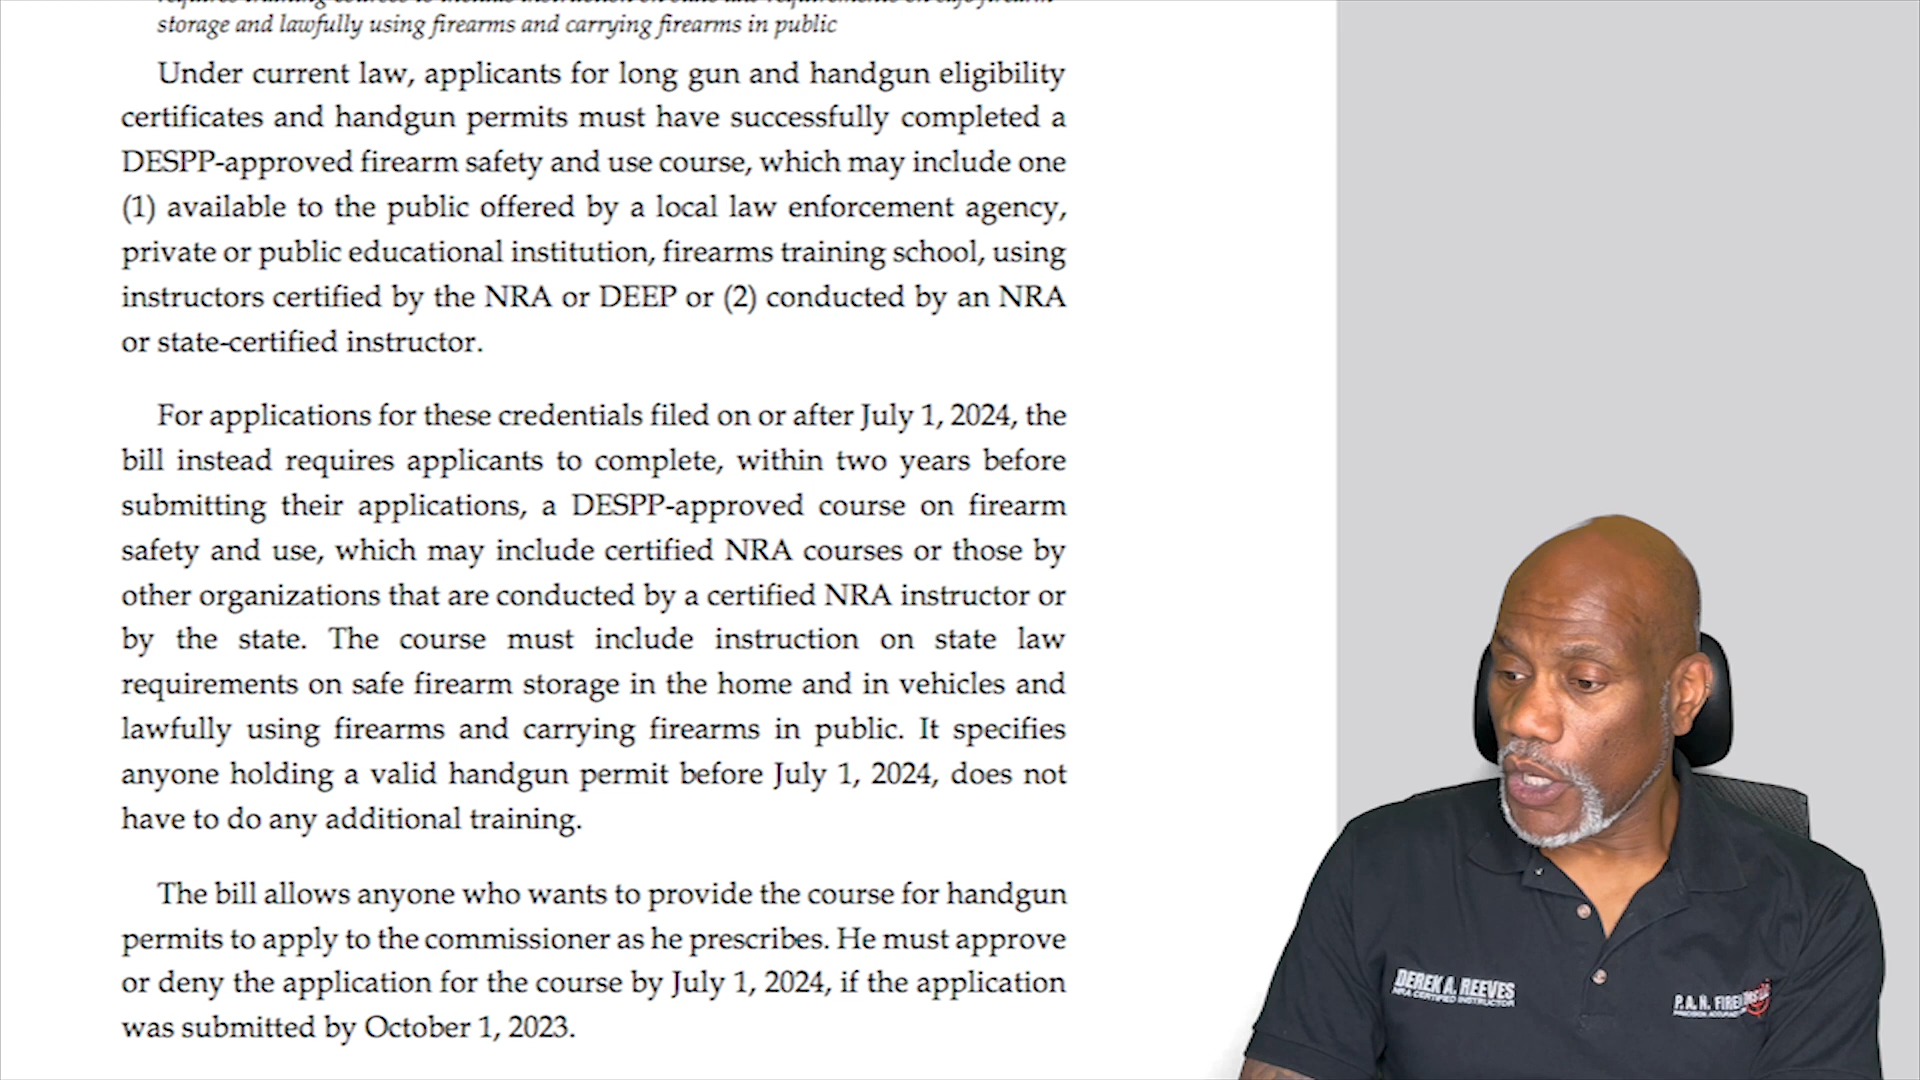 storage and lawfully using firearms and carrying firearms in public
Under current law, applicants for long gun and handgun eligibility
certificates and handgun permits must have successfully completed a
DESPP-approved firearm safety and use course, which may include one
(1) available to the public offered by a local law enforcement agency,
private or public educational institution, firearms training school, using
instructors certified by the NRA or DEEP or (2) conducted by an NRA
or state-certified instructor.
For applications for these credentials filed on or after July 1, 2024, the
bill instead requires applicants to complete, within two years before
submitting their applications, a DESPP-approved course on firearm
safety and use, which may include certified NRA courses or those by
other organizations that are conducted by a certified NRA instructor or
by the state. The course must include instruction on state law
requirements on safe firearm storage in the home and in vehicles and
lawfully using firearms and carrying firearms in public. It specifies
anyone holding a valid handgun permit before July 1, 2024, does not
have to do any additional training.
The bill allows anyone who wants to provide the course for handgun
permits to apply to the commissioner as he prescribes. He must approve
or deny the application for the course by July 1, 2024, if the application
was submitted by October 1, 2023.
DEREK A. REEVES
NRA CERTIFIED INSTRUCTOR
P.A.H.